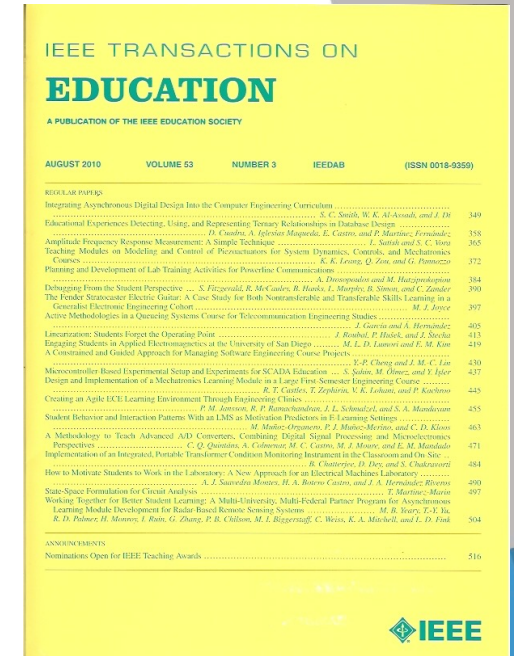 IEEE TRANSACTIONS ON
EDUCATION
A PUBLICATION OF THE IEEE EDUCATION SOCIETY
AUGUST 2010 VOLUME 53 NUMBER 3 IEEDAB (ISSN 0018-9359)
REGULAR PAPERS
Integrating Asynchronous Digital Design Into the Computer Engineering Curriculum
S. C. Smith, W. K. Al-Assadi, and J. Di 349
Educational Experiences Detecting, Using, and Representing Ternary Relationships in Database Design
D. Cuadra, A. Iglesias Maqueda, E. Castro, and P. Martinez Fernández 358
Amplitude Frequency Response Measurement: A Simple Technique L. Satish and S. C. Vora 365
Teaching Modules on Modeling and Control of Piezoactuators for System Dynamics, Controls, and Mechatronics
Courses K. K. Leang, Q. Zou, and G. Pannozzo 372
Planning and Development of Lab Training Activities for Powerline Communications
A. Drosopoulos and M. Hatziprokopiou 384
Debugging From the Student Perspective S. Fitzgerald, R. McCauley, B. Hanks, L. Murphy, B. Simon, and C. Zander 390
The Fender Stratocaster Electric Guitar: A Case Study for Both Nontransferable and Transferable Skills Learning in a
Generalist Electronic Engineering Cohort M. J. Joyce 397
Active Methodologies in a Queueing Systems Course for Telecommunication Engineering Studies
J. García and A. Hernández 405
Linearization: Students Forget the Operating Point J. Roubal, P. Hušek, and J. Štecha 413
Engaging Students in Applied Electromagnetics at the University of San Diego M. L. D. Lumori and E. M. Kim 419
A Constrained and Guided Approach for Managing Software Engineering Course Projects
Y.-P. Cheng and J. M.-C. Lin 430
Microcontroller-Based Experimental Setup and Experiments for SCADA Education S. Şahin, M. Ölmez, and Y. İşler 437
Design and Implementation of a Mechatronics Learning Module in a Large First-Semester Engineering Course
R. T. Castles, T. Zephirin, V. K. Lohani, and P. Kachroo 445
Creating an Agile ECE Learning Environment Through Engineering Clinics
P. M. Jansson, R. P. Ramachandran, J. L. Schmalzel, and S. A. Mandayam 455
Student Behavior and Interaction Patterns With an LMS as Motivation Predictors in E-Learning Settings
M. Muñoz-Organero, P. J. Muñoz-Merino, and C. D. Kloos 463
A Methodology to Teach Advanced A/D Converters, Combining Digital Signal Processing and Microelectronics
Perspectives C. Q. Quintáns, A. Colmenar, M. C. Castro, M. J. Moure, and E. M. Mandado 471
Implementation of an Integrated, Portable Transformer Condition Monitoring Instrument in the Classroom and On-Site
B. Chatterjee, D. Dey, and S. Chakravorti 484
How to Motivate Students to Work in the Laboratory: A New Approach for an Electrical Machines Laboratory
A. J. Saavedra Montes, H. A. Botero Castro, and J. A. Hernández Riveros 490
State-Space Formulation for Circuit Analysis T. Martinez-Marin 497
Working Together for Better Student Learning: A Multi-University, Multi-Federal Partner Program for Asynchronous
Learning Module Development for Radar-Based Remote Sensing Systems M. B. Yeary, T.-Y. Yu,
R. D. Palmer, H. Monroy, I. Ruin, G. Zhang, P. B. Chilson, M. I. Biggerstaff, C. Weiss, K. A. Mitchell, and L. D. Fink 504
ANNOUNCEMENTS
Nominations Open for IEEE Teaching Awards 516
IEEE